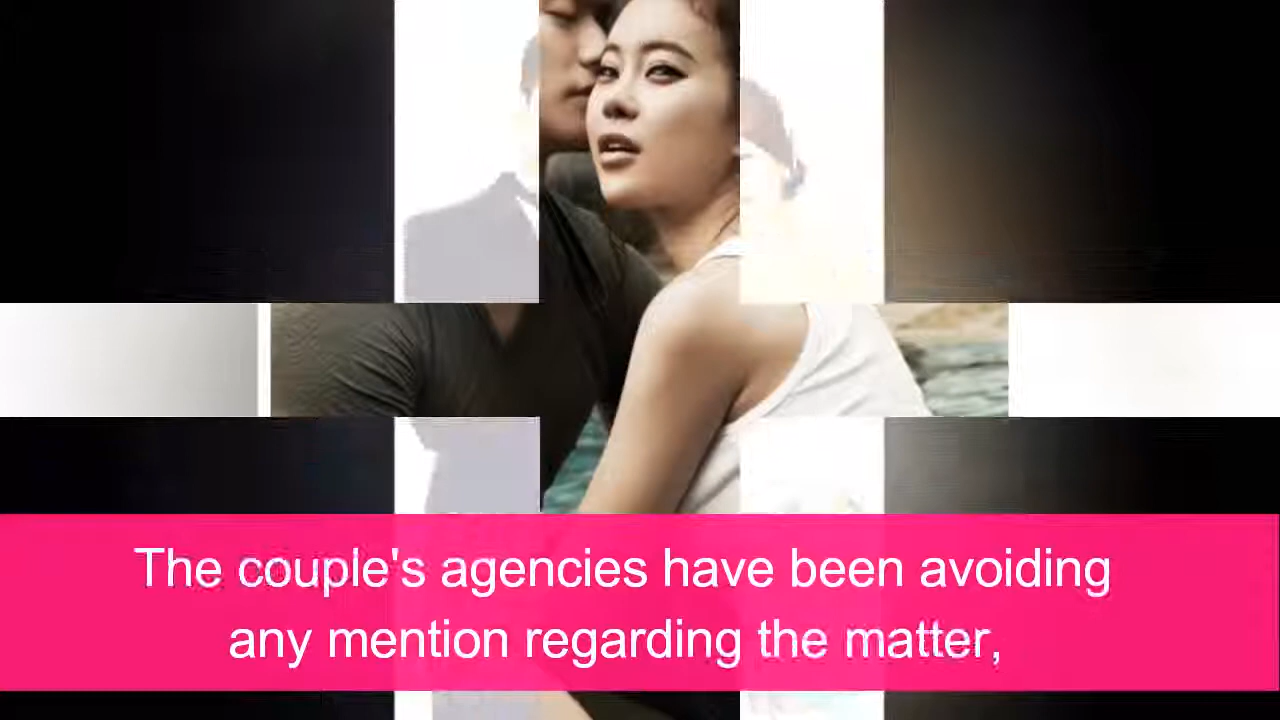 The couple's agencies have been avoiding
any mention regarding the matter,